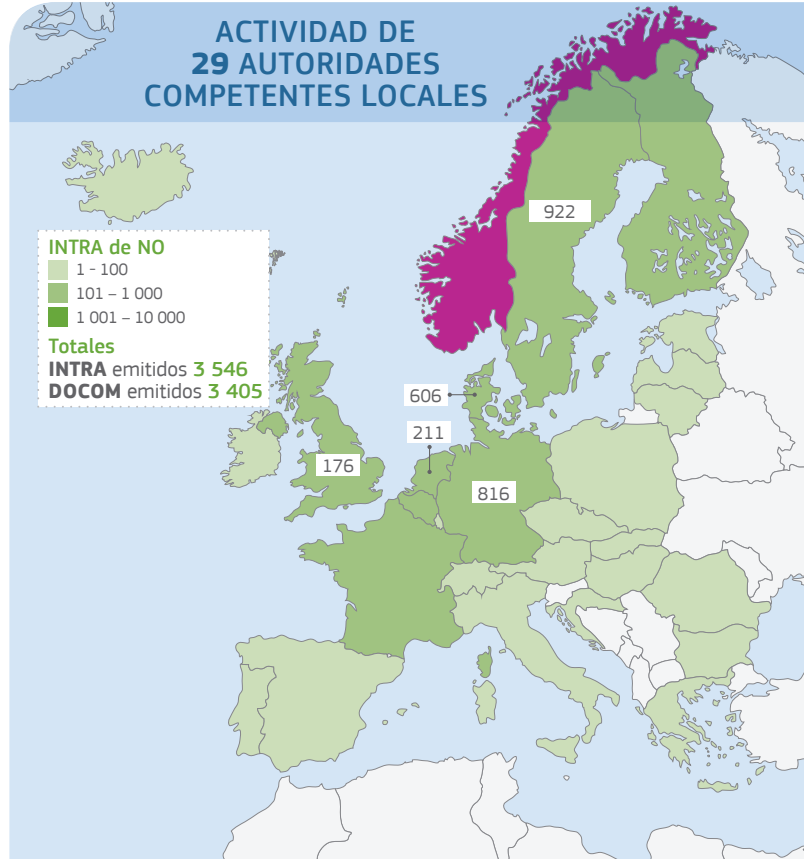 ACTIVIDAD DE
29 AUTORIDADES
COMPETENTES LOCALES
922
INTRA de NO
1 - 100
101 – 1 000
1 001 – 10 000
Totales
INTRA emitidos 3 546
DOCOM emitidos 3 405
606
211
176
816